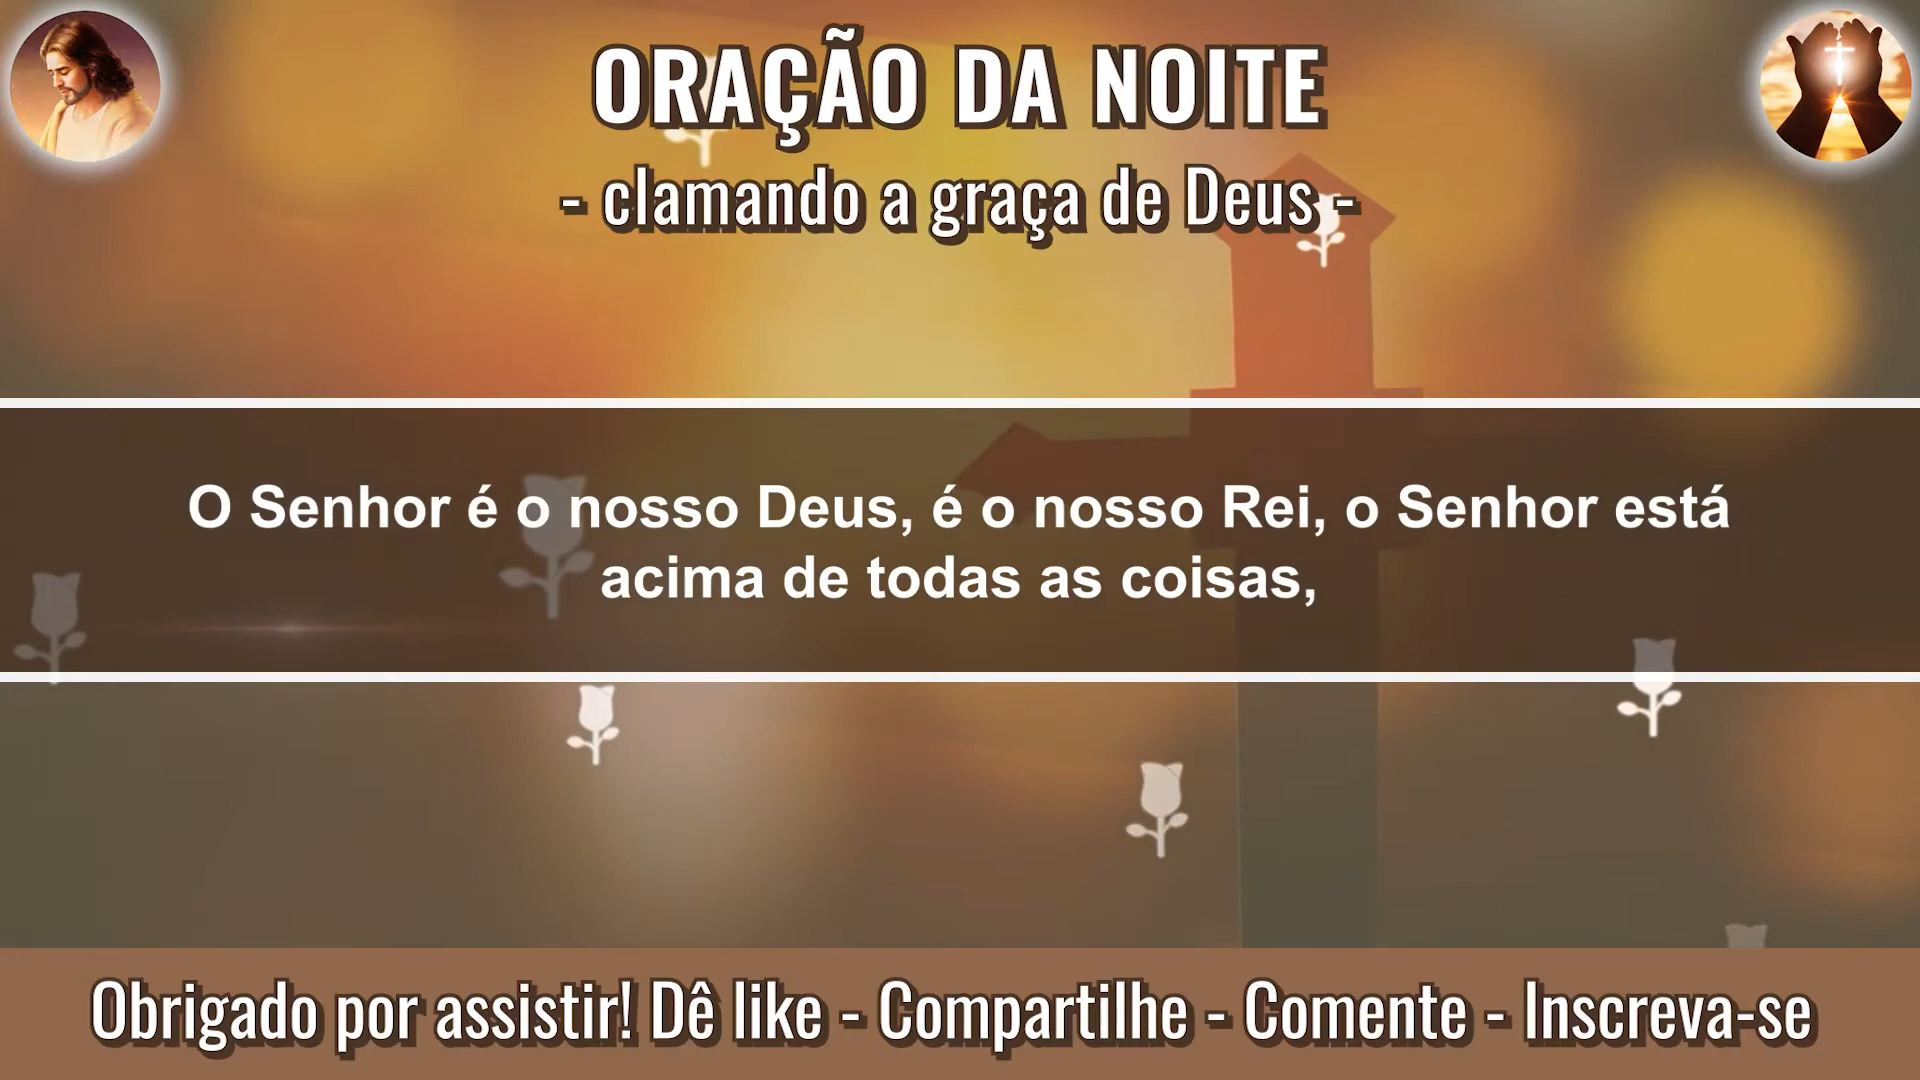 ORAÇÃO DA NOITE
- clamando a graça de Deus -
O Senhor é o nosso Deus, é o nosso Rei, o Senhor está
acima de todas as coisas,
Obrigado por assistir! Dê like - Compartilhe - Comente - Inscreva-se